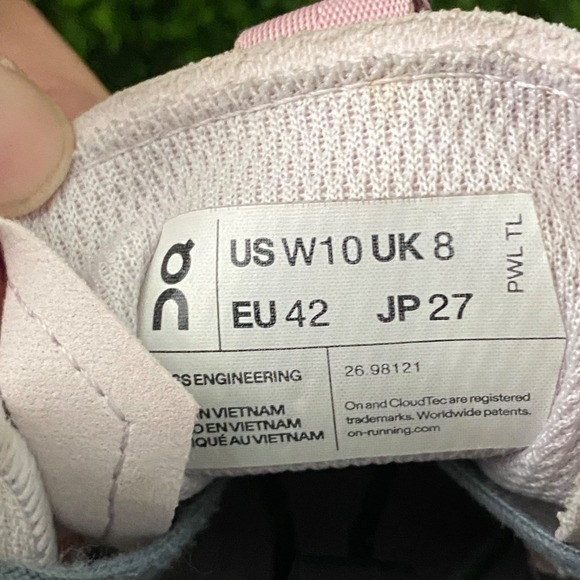 On
US W10 UK 8
EU 42 JP 27
PWL TL
ENGINEERING
26.98121
VIETNAM
EN VIETNAM
AU VIETNAM
On and CloudTec are registered
trademarks. Worldwide patents.
on-running.com